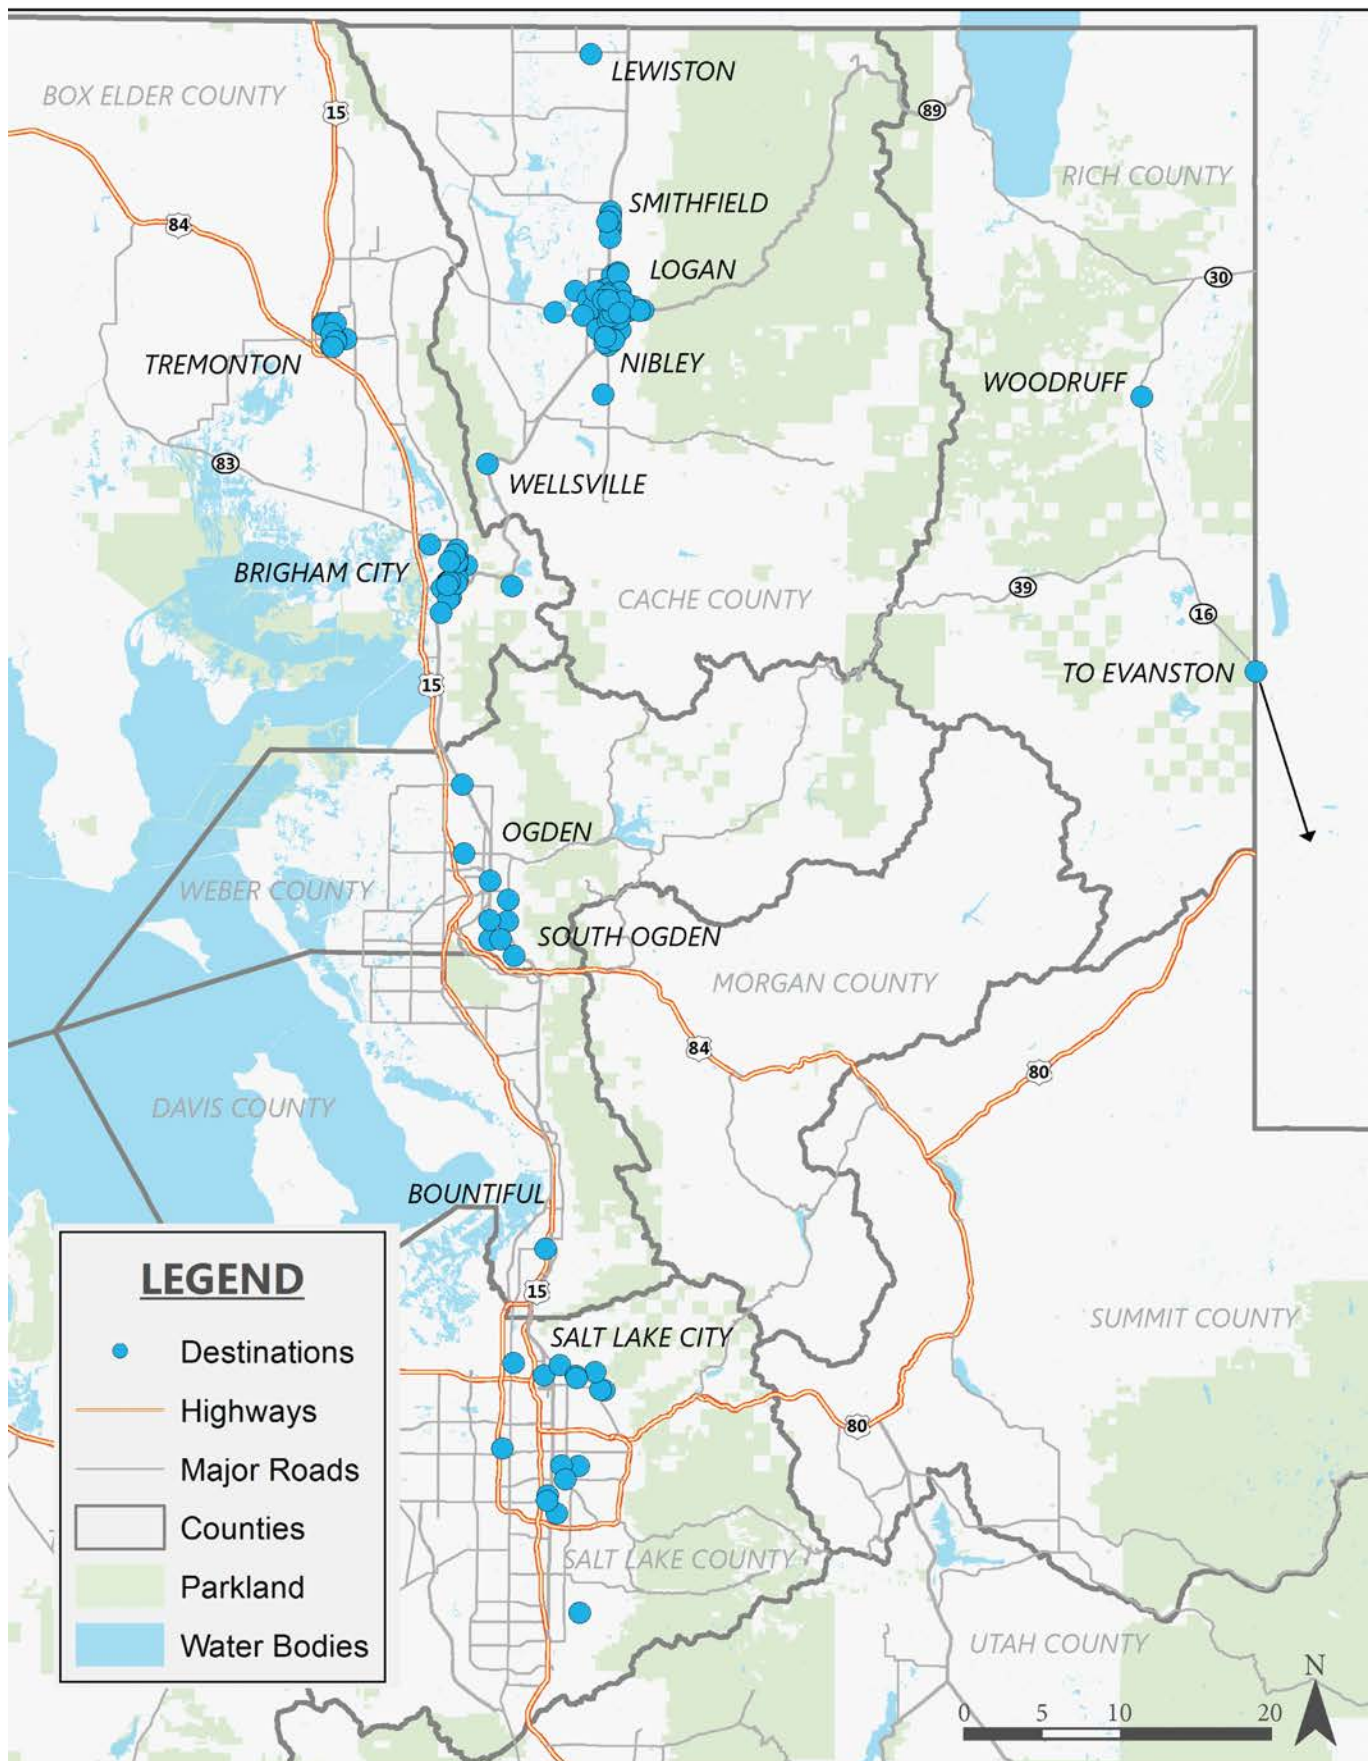 LEWISTON
BOX ELDER COUNTY
15
89
RICH COUNTY
SMITHFIELD
84
LOGAN
30
TREMONTON
NIBLEY
WOODRUFF
83
WELLSVILLE
BRIGHAM CITY
CACHE COUNTY
39
16
TO EVANSTON
15
OGDEN
WEBER COUNTY
SOUTH OGDEN
MORGAN COUNTY
84
80
DAVIS COUNTY
BOUNTIFUL
LEGEND
Destinations
Highways
Major Roads
Counties
Parkland
Water Bodies
15
SUMMIT COUNTY
SALT LAKE CITY
80
SALT LAKE COUNTY
UTAH COUNTY
N
0 5 10 20